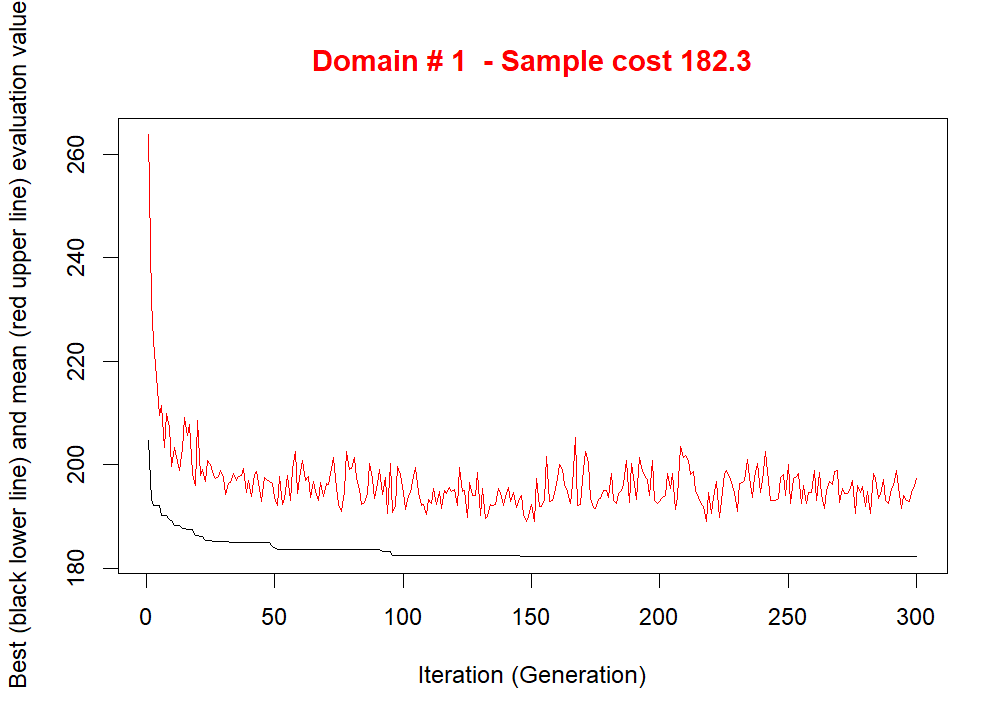 Domain # 1  - Sample cost 182.3
Best (black lower line) and mean (red upper line) evaluation value
260
240
220
200
180
0 50 100 150 200 250 300
Iteration (Generation)